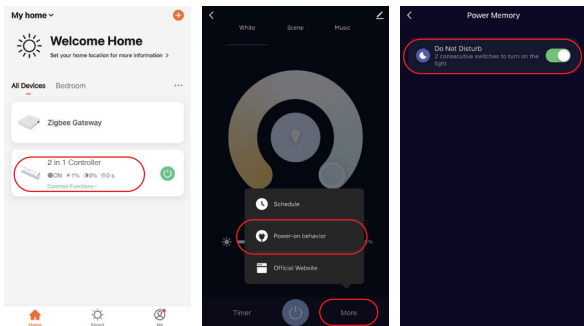 My home
Welcome Home
Set your home location for more information >
All Devices Bedroom ...
Zigbee Gateway
2 in 1 Controller
ON 1% 0% 0 s
Common Functions
Home Smart Me
White Scene Music
Schedule
Power-on behavior
Official Website
Timer More
Power Memory
Do Not Disturb
2 consecutive switches to turn on the
light